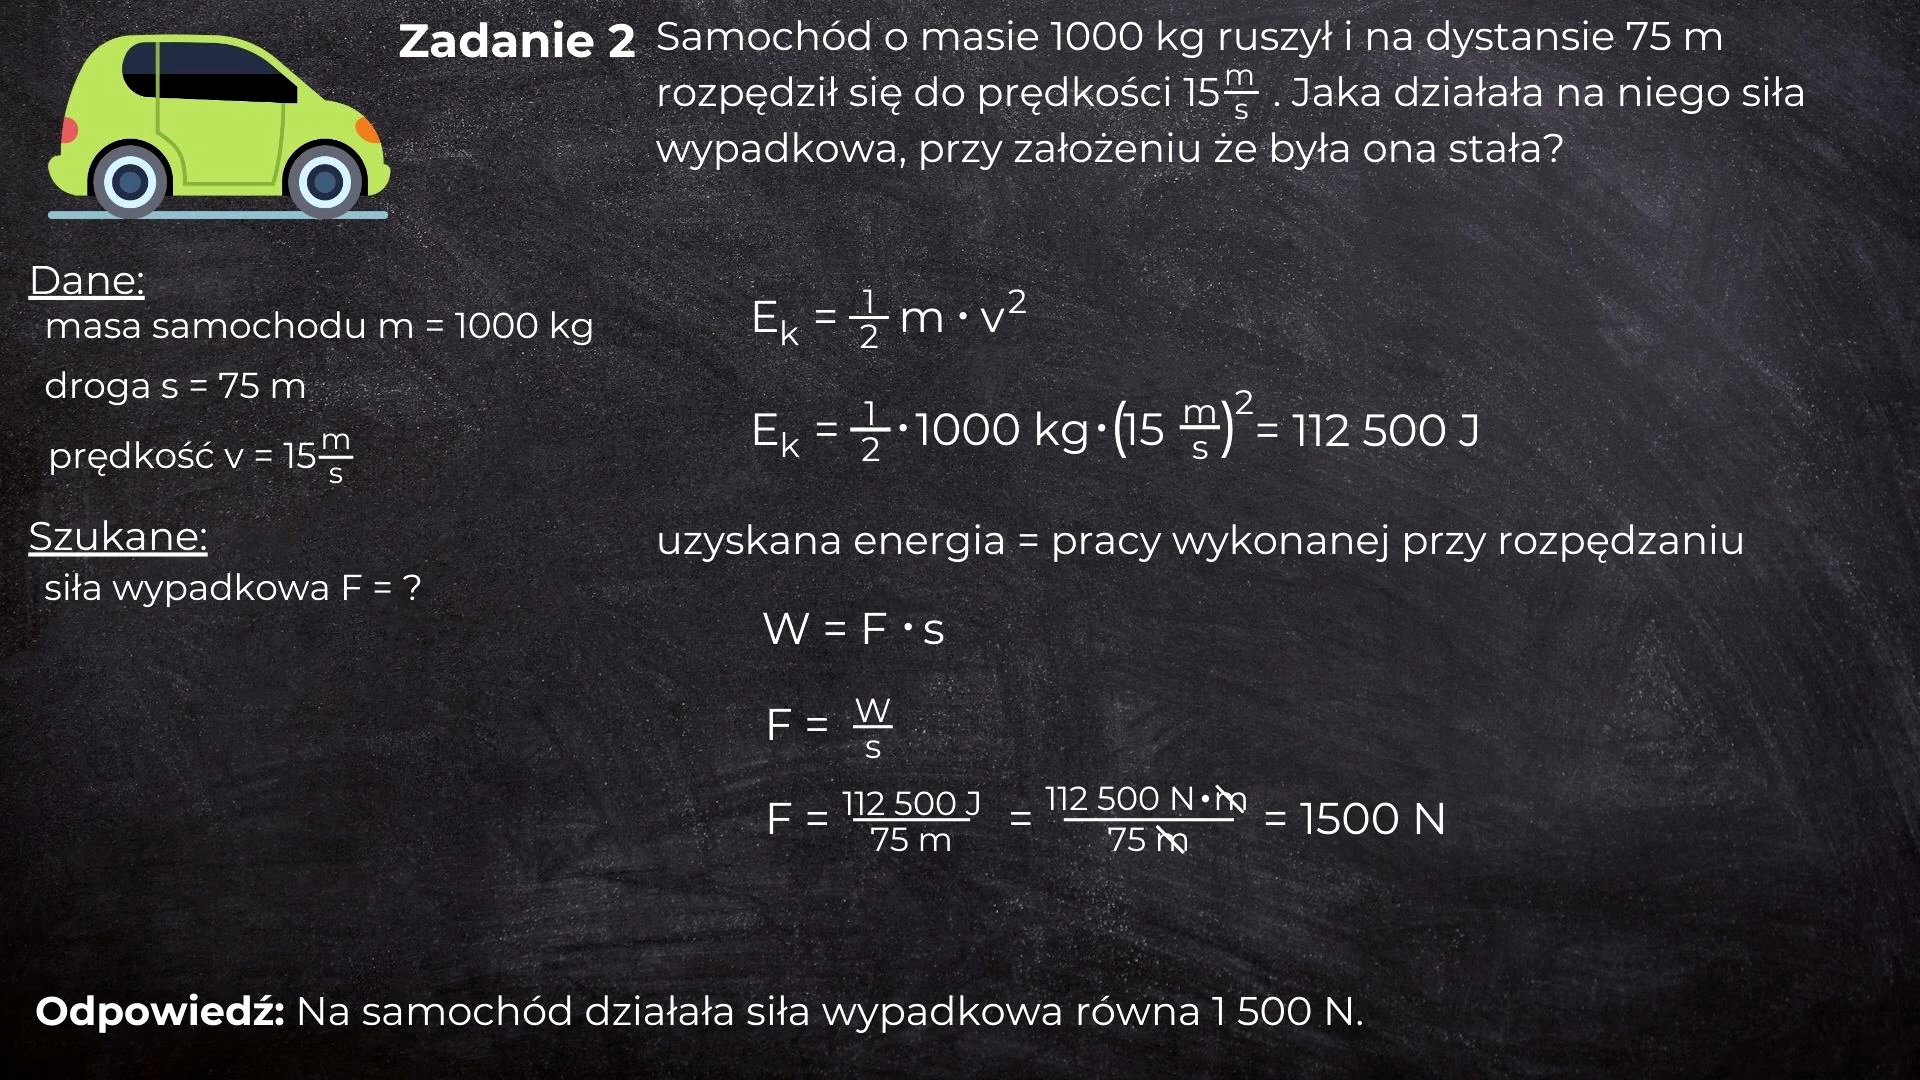 Zadanie 2 Samochód o masie 1000 kg ruszył i na dystansie 75 m
rozpędził się do prędkości 15 m/s . Jaka działała na niego siła
wypadkowa, przy założeniu że była ona stała?
Dane:
masa samochodu m = 1000 kg
droga s = 75 m
prędkość v = 15 m/s
Szukane:
siła wypadkowa F = ?
E_k = 1/2 m · v²
E_k = 1/2 · 1000 kg · (15 m/s)² = 112 500 J
uzyskana energia = pracy wykonanej przy rozpędzaniu
W = F · s
F = W/s
F = 112 500 J / 75 m = 112 500 N·m / 75 m = 1500 N
Odpowiedź: Na samochód działała siła wypadkowa równa 1 500 N.